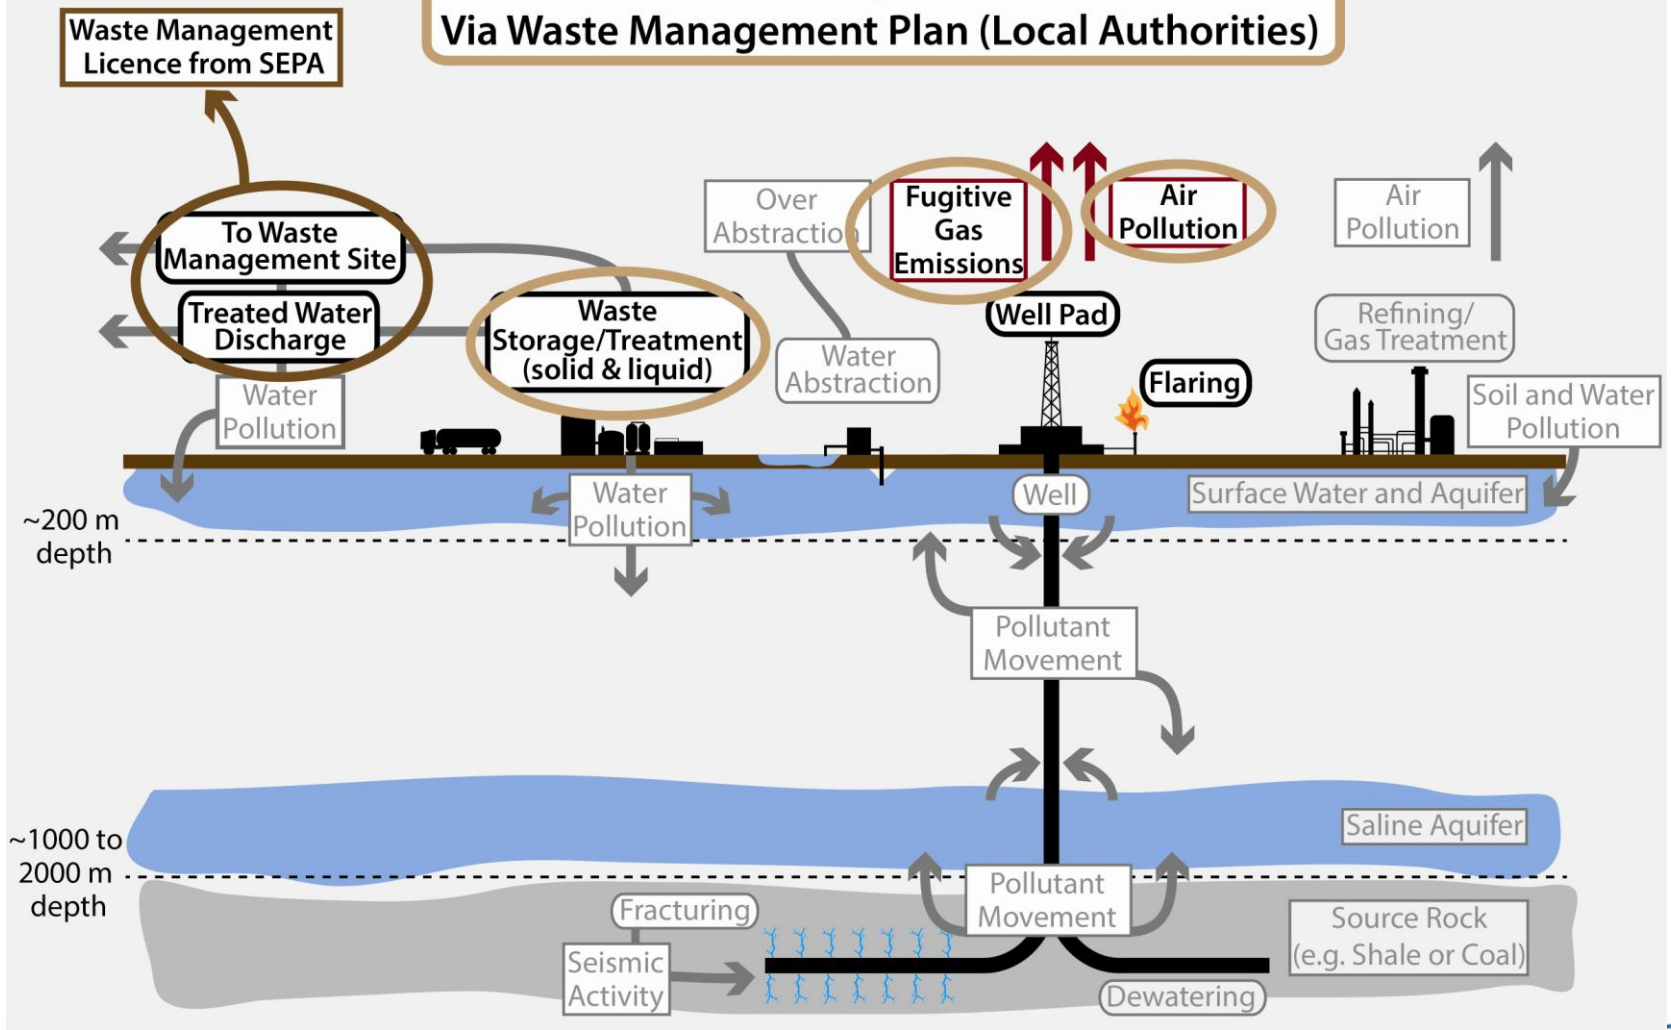 Via Waste Management Plan (Local Authorities)
Waste Management
Licence from SEPA
To Waste
Management Site
Treated Water
Discharge
Water
Pollution
Waste
Storage/Treatment
(solid & liquid)
Over
Abstraction
Water
Abstraction
Fugitive
Gas
Emissions
Air
Pollution
Well Pad
Flaring
Air
Pollution
Refining/
Gas Treatment
Soil and Water
Pollution
Water
Pollution
Well
Surface Water and Aquifer
~200 m
depth
Pollutant
Movement
Saline Aquifer
~1000 to
2000 m
depth
Pollutant
Movement
Fracturing
Seismic
Activity
Source Rock
(e.g. Shale or Coal)
Dewatering